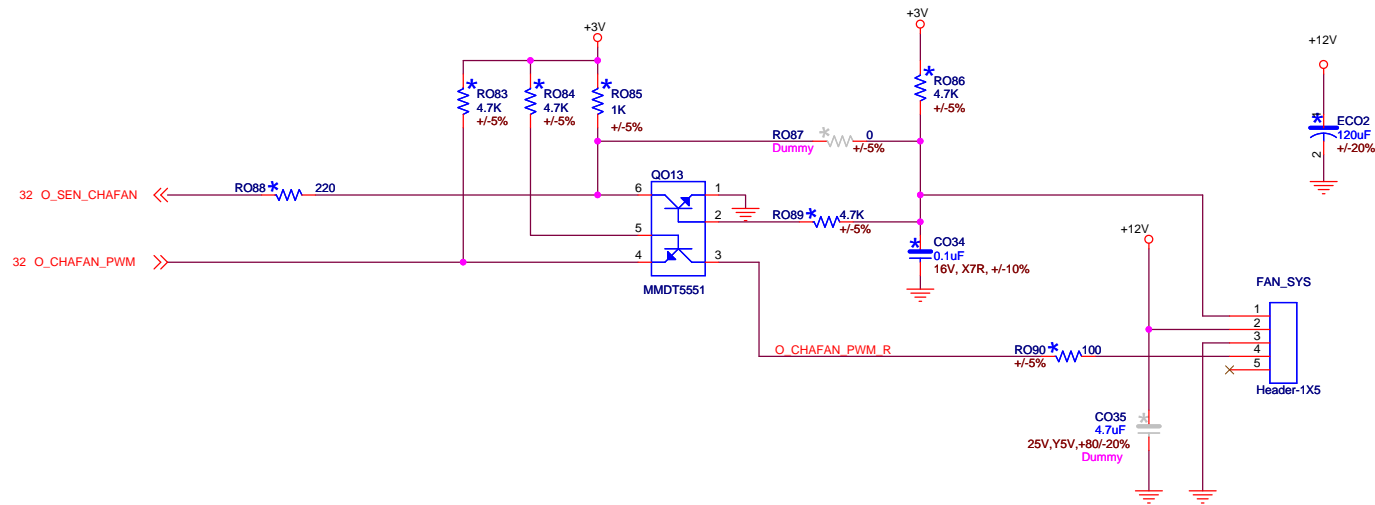 +3V
+3V
+12V
RO83
4.7K
+/-5%
RO84
4.7K
+/-5%
RO85
1K
+/-5%
RO86
4.7K
+/-5%
RO87
Dummy
0
+/-5%
ECO2
120uF
+/-20%
2
32 O_SEN_CHAFAN
RO88
220
QO13
6
1
2
5
4
3
MMDT5551
RO89
4.7K
+/-5%
CO34
0.1uF
16V, X7R, +/-10%
32 O_CHAFAN_PWM
+12V
FAN_SYS
1
2
3
4
5
Header-1X5
O_CHAFAN_PWM_R
RO90
100
+/-5%
CO35
4.7uF
25V,Y5V,+80/-20%
Dummy